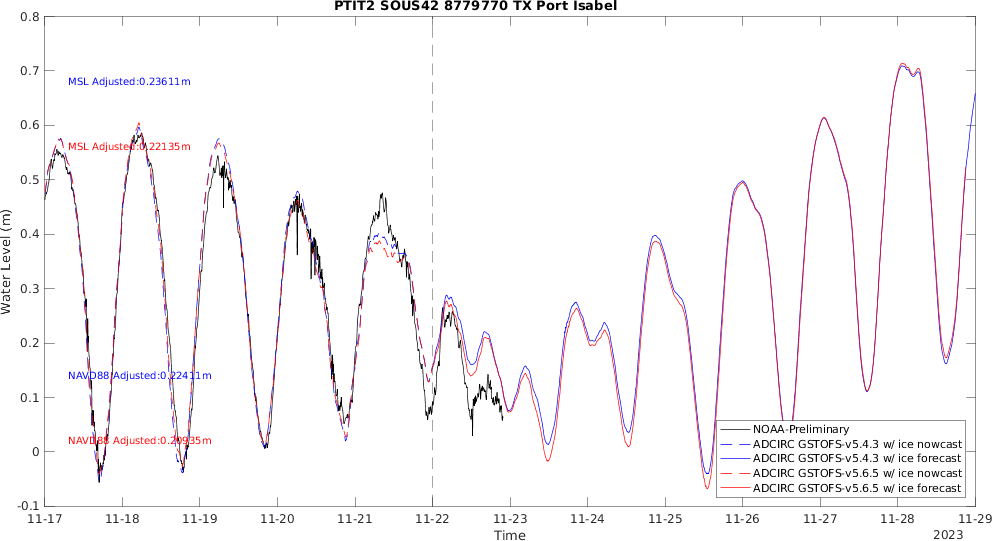 PTIT2 SOUS42 8779770 TX Port Isabel
0.8
0.7
0.6
0.5
0.4
0.3
0.2
0.1
0
-0.1
Water Level (m)
MSL Adjusted:0.23611m
MSL Adjusted:0.22135m
NAVD88 Adjusted:0.22411m
NAVD88 Adjusted:0.20935m
NOAA-Preliminary
ADCIRC GSTOFS-v5.4.3 w/ ice nowcast
ADCIRC GSTOFS-v5.4.3 w/ ice forecast
ADCIRC GSTOFS-v5.6.5 w/ ice nowcast
ADCIRC GSTOFS-v5.6.5 w/ ice forecast
11-17 11-18 11-19 11-20 11-21 11-22 11-23 11-24 11-25 11-26 11-27 11-28 11-29
Time
2023